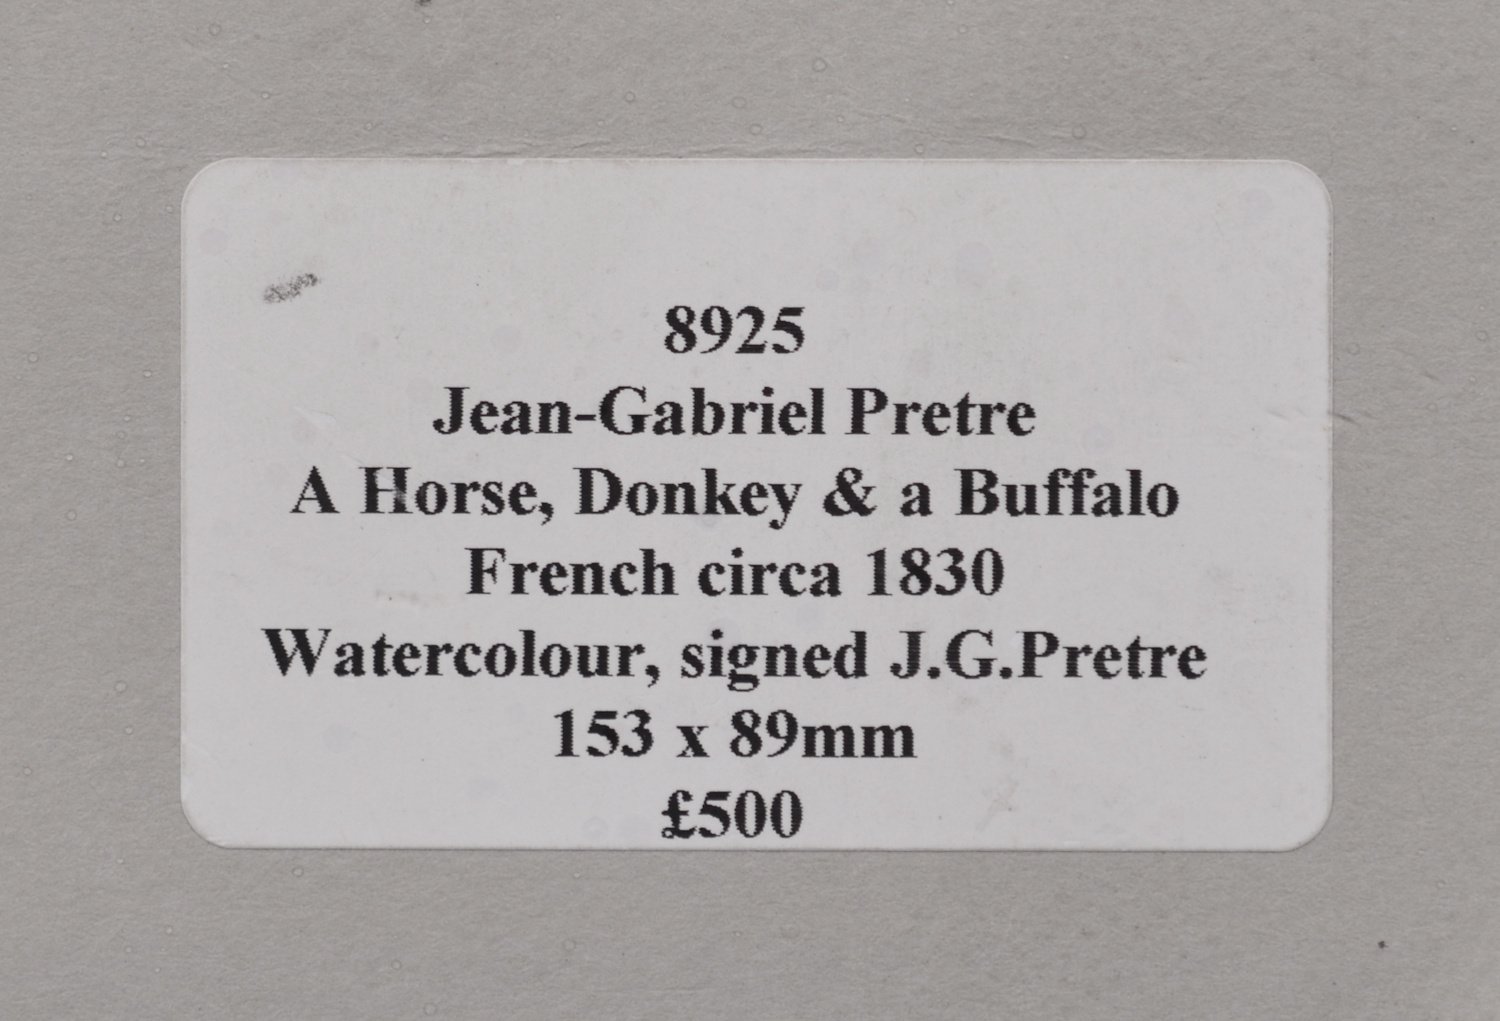 8925
Jean-Gabriel Pretre
A Horse, Donkey & a Buffalo
French circa 1830
Watercolour, signed J.G.Pretre
153 x 89mm
£500